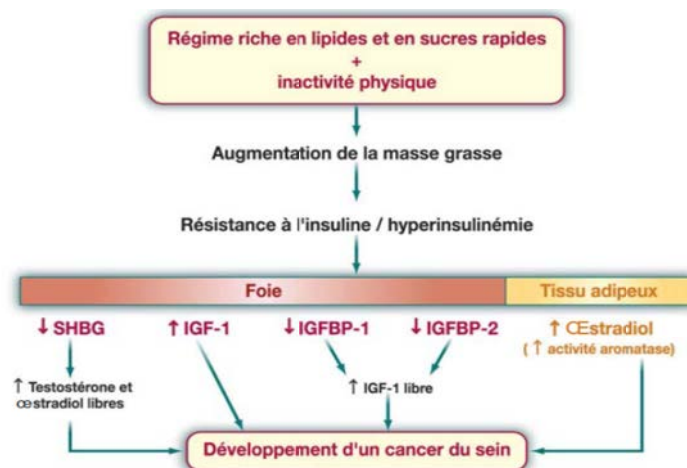 Régime riche en lipides et en sucres rapides
+
inactivité physique
Augmentation de la masse grasse
Résistance à l'insuline / hyperinsulinémie
Foie
Tissu adipeux
↓ SHBG
↑ IGF-1
↓ IGFBP-1
↓ IGFBP-2
↑ Œstradiol
( ↑ activité aromatase)
↑ Testostérone et
œstradiol libres
↑ IGF-1 libre
Développement d'un cancer du sein